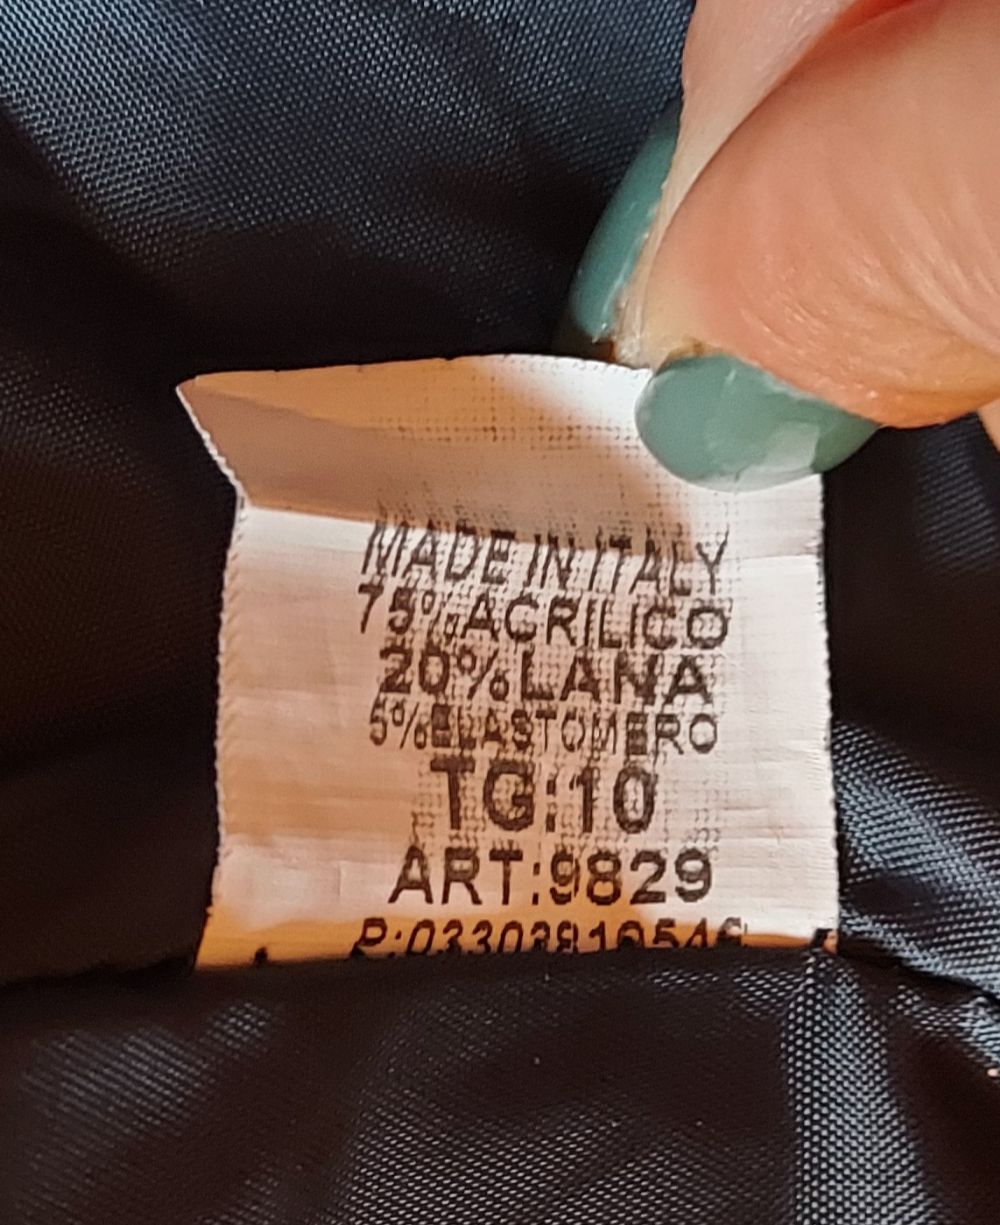 MADE IN ITALY
75% ACRILICO
20% LANA
5% ELASTOMERO
TG:10
ART:9829